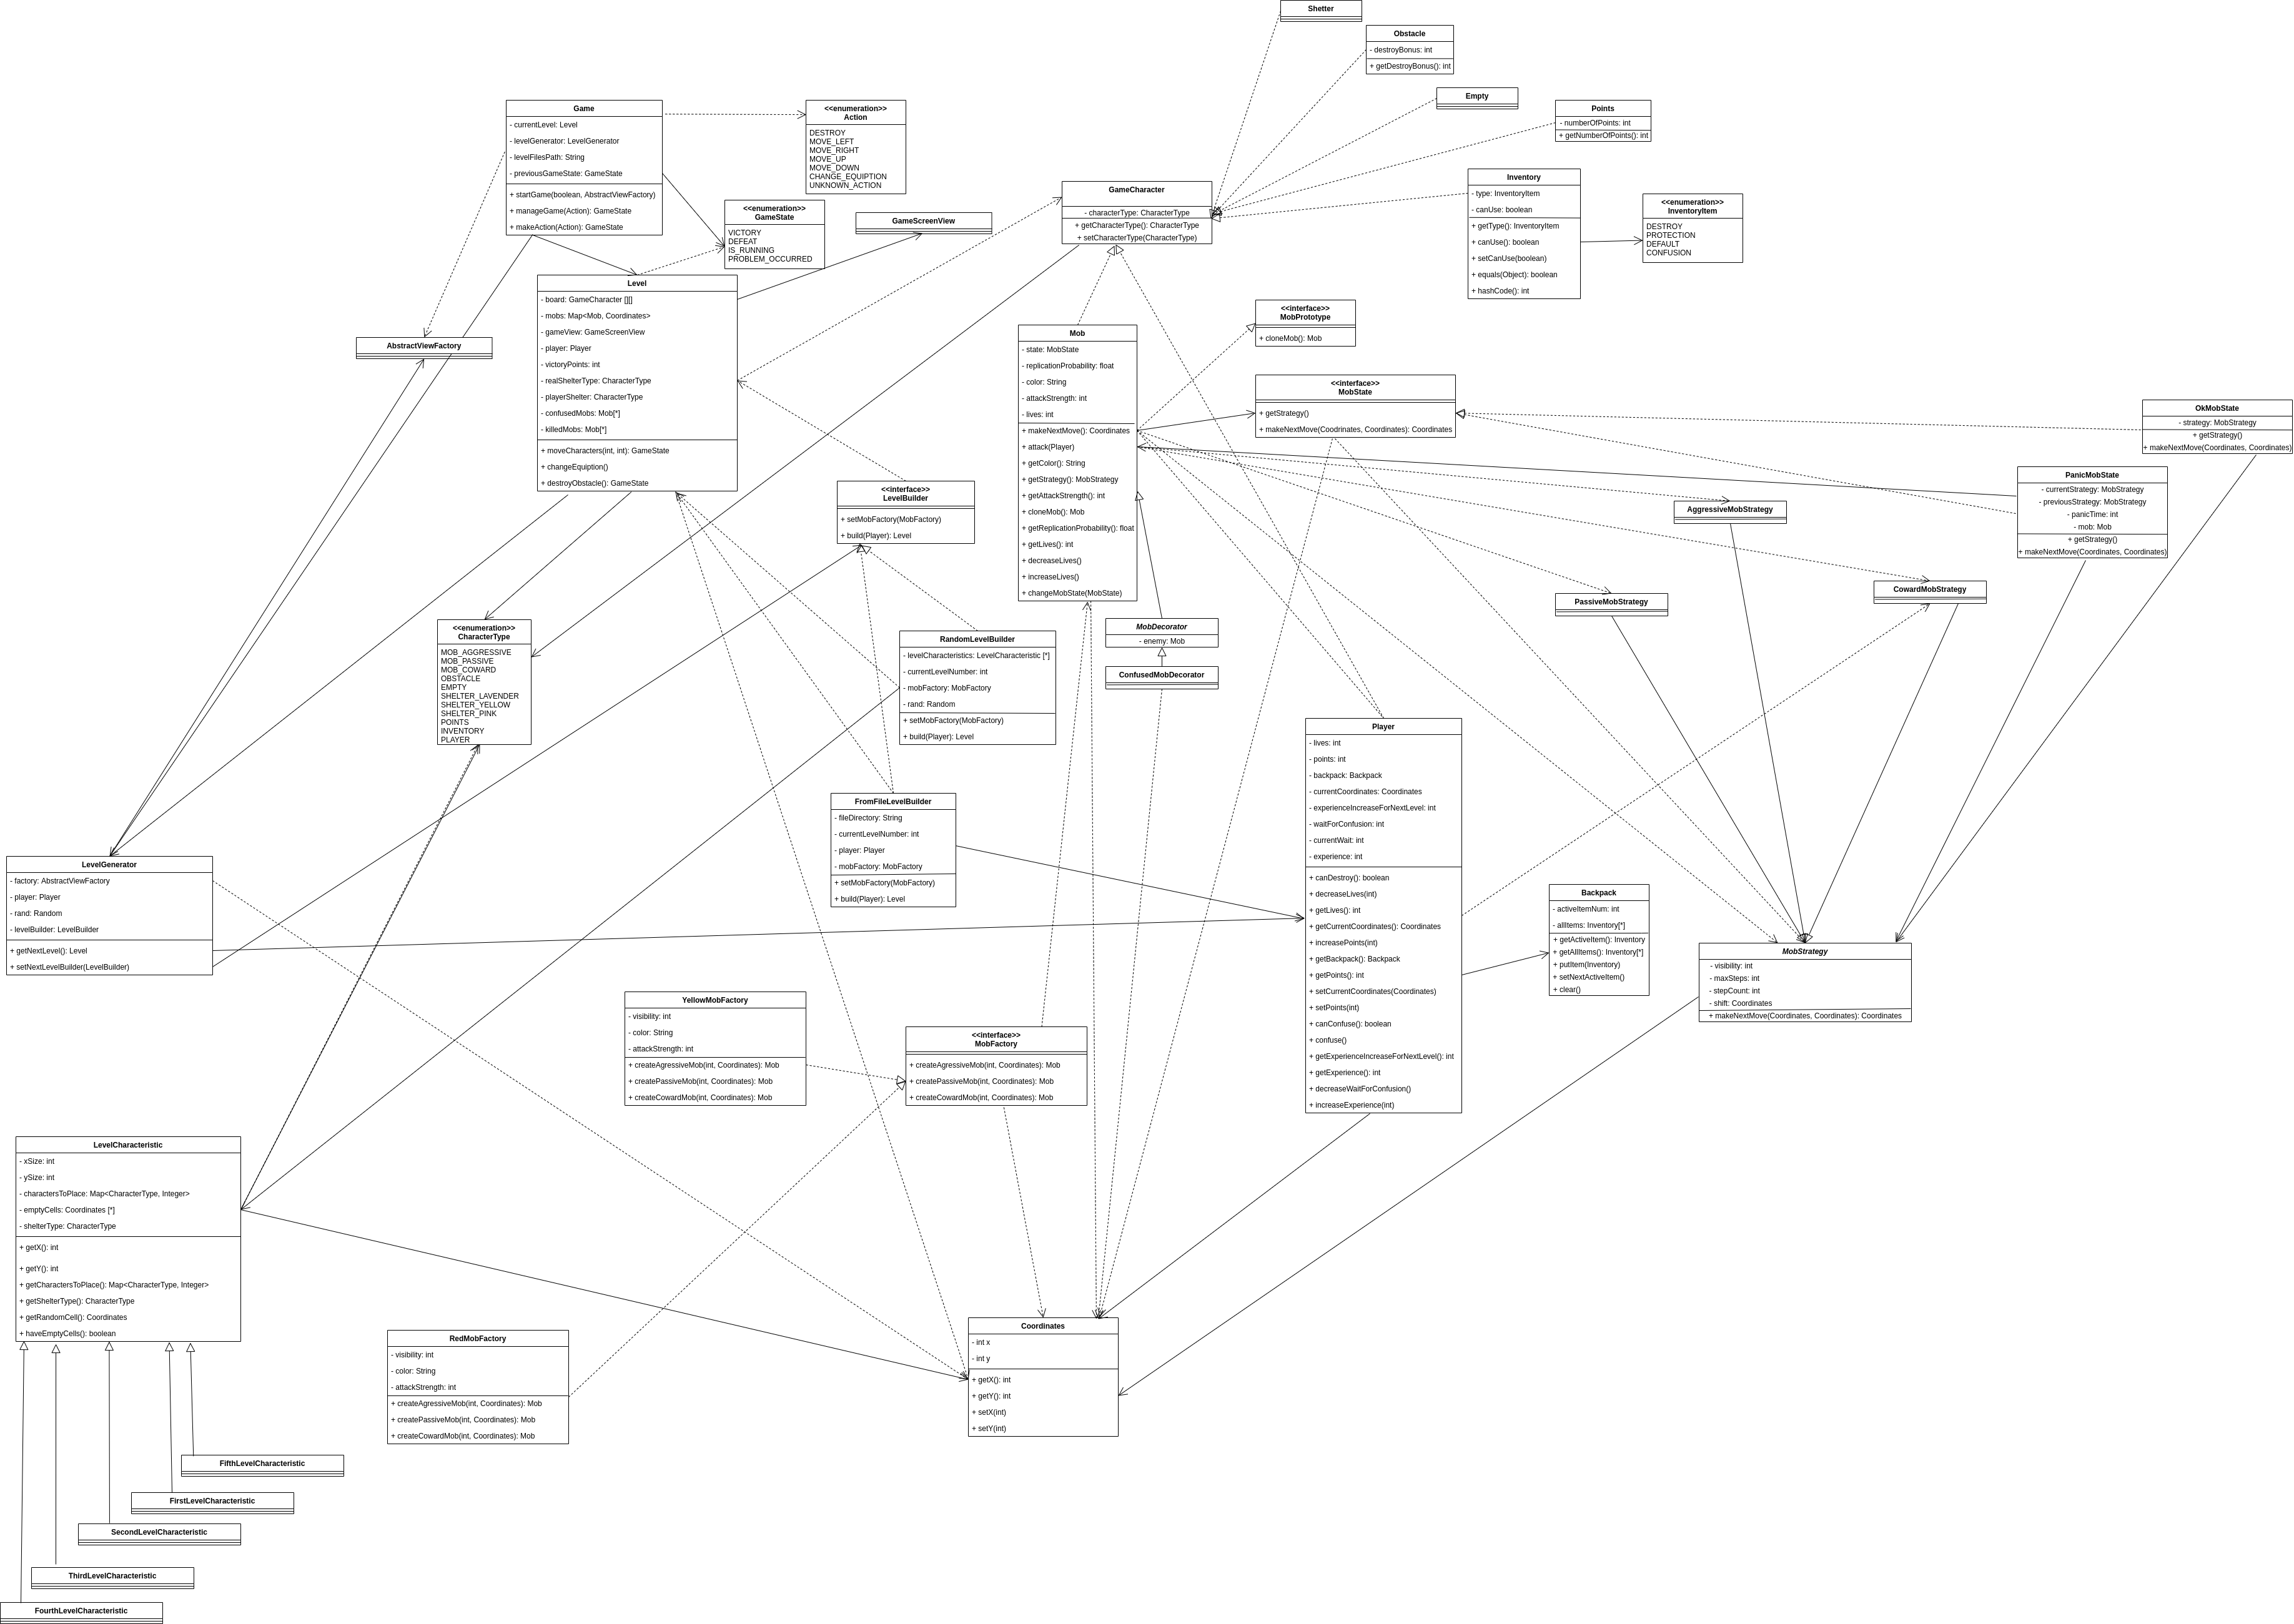 Shetter
Obstacle
- destroyBonus: int
+ getDestroyBonus(): int
Empty
Points
- numberOfPoints: int
+ getNumberOfPoints(): int
Game
- currentLevel: Level
- levelGenerator: LevelGenerator
- levelFilesPath: String
- previousGameState: GameState
+ startGame(boolean, AbstractViewFactory)
+ manageGame(Action): GameState
+ makeAction(Action): GameState
<<enumeration>>
Action
DESTROY
MOVE_LEFT
MOVE_RIGHT
MOVE_UP
MOVE_DOWN
CHANGE_EQUIPTION
UNKNOWN_ACTION
<<enumeration>>
GameState
VICTORY
DEFEAT
IS_RUNNING
PROBLEM_OCCURRED
GameScreenView
GameCharacter
- characterType: CharacterType
+ getCharacterType(): CharacterType
+ setCharacterType(CharacterType)
Inventory
- type: InventoryItem
- canUse: boolean
+ getType(): InventoryItem
+ canUse(): boolean
+ setCanUse(boolean)
+ equals(Object): boolean
+ hashCode(): int
<<enumeration>>
InventoryItem
DESTROY
PROTECTION
DEFAULT
CONFUSION
Level
- board: GameCharacter [][]
- mobs: Map<Mob, Coordinates>
- gameView: GameScreenView
- player: Player
- victoryPoints: int
- realShelterType: CharacterType
- playerShelter: CharacterType
- confusedMobs: Mob[*]
- killedMobs: Mob[*]
+ moveCharacters(int, int): GameState
+ changeEquiption()
+ destroyObstacle(): GameState
AbstractViewFactory
Mob
- state: MobState
- replicationProbability: float
- color: String
- attackStrength: int
- lives: int
+ makeNextMove(): Coordinates
+ attack(Player)
+ getColor(): String
+ getStrategy(): MobStrategy
+ getAttackStrength(): int
+ cloneMob(): Mob
+ getReplicationProbability(): float
+ getLives(): int
+ decreaseLives()
+ increaseLives()
+ changeMobState(MobState)
<<interface>>
MobPrototype
+ cloneMob(): Mob
<<interface>>
MobState
+ getStrategy()
+ makeNextMove(Coodrinates, Coordinates): Coordinates
OkMobState
- strategy: MobStrategy
+ getStrategy()
+ makeNextMove(Coordinates, Coordinates)
PanicMobState
- currentStrategy: MobStrategy
- previousStrategy: MobStrategy
- panicTime: int
- mob: Mob
+ getStrategy()
+ makeNextMove(Coordinates, Coordinates)
<<interface>>
LevelBuilder
+ setMobFactory(MobFactory)
+ build(Player): Level
AggressiveMobStrategy
PassiveMobStrategy
CowardMobStrategy
<<enumeration>>
CharacterType
MOB_AGGRESSIVE
MOB_PASSIVE
MOB_COWARD
OBSTACLE
EMPTY
SHELTER_LAVENDER
SHELTER_YELLOW
SHELTER_PINK
POINTS
INVENTORY
PLAYER
RandomLevelBuilder
- levelCharacteristics: LevelCharacteristic [*]
- currentLevelNumber: int
- mobFactory: MobFactory
- rand: Random
+ setMobFactory(MobFactory)
+ build(Player): Level
MobDecorator
- enemy: Mob
ConfusedMobDecorator
Player
- lives: int
- points: int
- backpack: Backpack
- currentCoordinates: Coordinates
- experienceIncreaseForNextLevel: int
- waitForConfusion: int
- currentWait: int
- experience: int
+ canDestroy(): boolean
+ decreaseLives(int)
+ getLives(): int
+ getCurrentCoordinates(): Coordinates
+ increasePoints(int)
+ getBackpack(): Backpack
+ getPoints(): int
+ setCurrentCoordinates(Coordinates)
+ setPoints(int)
+ canConfuse(): boolean
+ confuse()
+ getExperienceIncreaseForNextLevel(): int
+ getExperience(): int
+ decreaseWaitForConfusion()
+ increaseExperience(int)
FromFileLevelBuilder
- fileDirectory: String
- currentLevelNumber: int
- player: Player
- mobFactory: MobFactory
+ setMobFactory(MobFactory)
+ build(Player): Level
LevelGenerator
- factory: AbstractViewFactory
- player: Player
- rand: Random
- levelBuilder: LevelBuilder
+ getNextLevel(): Level
+ setNextLevelBuilder(LevelBuilder)
Backpack
- activeItemNum: int
- allItems: Inventory[*]
+ getActiveItem(): Inventory
+ getAllItems(): Inventory[*]
+ putItem(Inventory)
+ setNextActiveItem()
+ clear()
MobStrategy
- visibility: int
- maxSteps: int
- stepCount: int
- shift: Coordinates
+ makeNextMove(Coordinates, Coordinates): Coordinates
YellowMobFactory
- visibility: int
- color: String
- attackStrength: int
+ createAgressiveMob(int, Coordinates): Mob
+ createPassiveMob(int, Coordinates): Mob
+ createCowardMob(int, Coordinates): Mob
<<interface>>
MobFactory
+ createAgressiveMob(int, Coordinates): Mob
+ createPassiveMob(int, Coordinates): Mob
+ createCowardMob(int, Coordinates): Mob
LevelCharacteristic
- xSize: int
- ySize: int
- charactersToPlace: Map<CharacterType, Integer>
- emptyCells: Coordinates [*]
- shelterType: CharacterType
+ getX(): int
+ getY(): int
+ getCharactersToPlace(): Map<CharacterType, Integer>
+ getShelterType(): CharacterType
+ getRandomCell(): Coordinates
+ haveEmptyCells(): boolean
RedMobFactory
- visibility: int
- color: String
- attackStrength: int
+ createAgressiveMob(int, Coordinates): Mob
+ createPassiveMob(int, Coordinates): Mob
+ createCowardMob(int, Coordinates): Mob
Coordinates
- int x
- int y
+ getX(): int
+ getY(): int
+ setX(int)
+ setY(int)
FifthLevelCharacteristic
FirstLevelCharacteristic
SecondLevelCharacteristic
ThirdLevelCharacteristic
FourthLevelCharacteristic